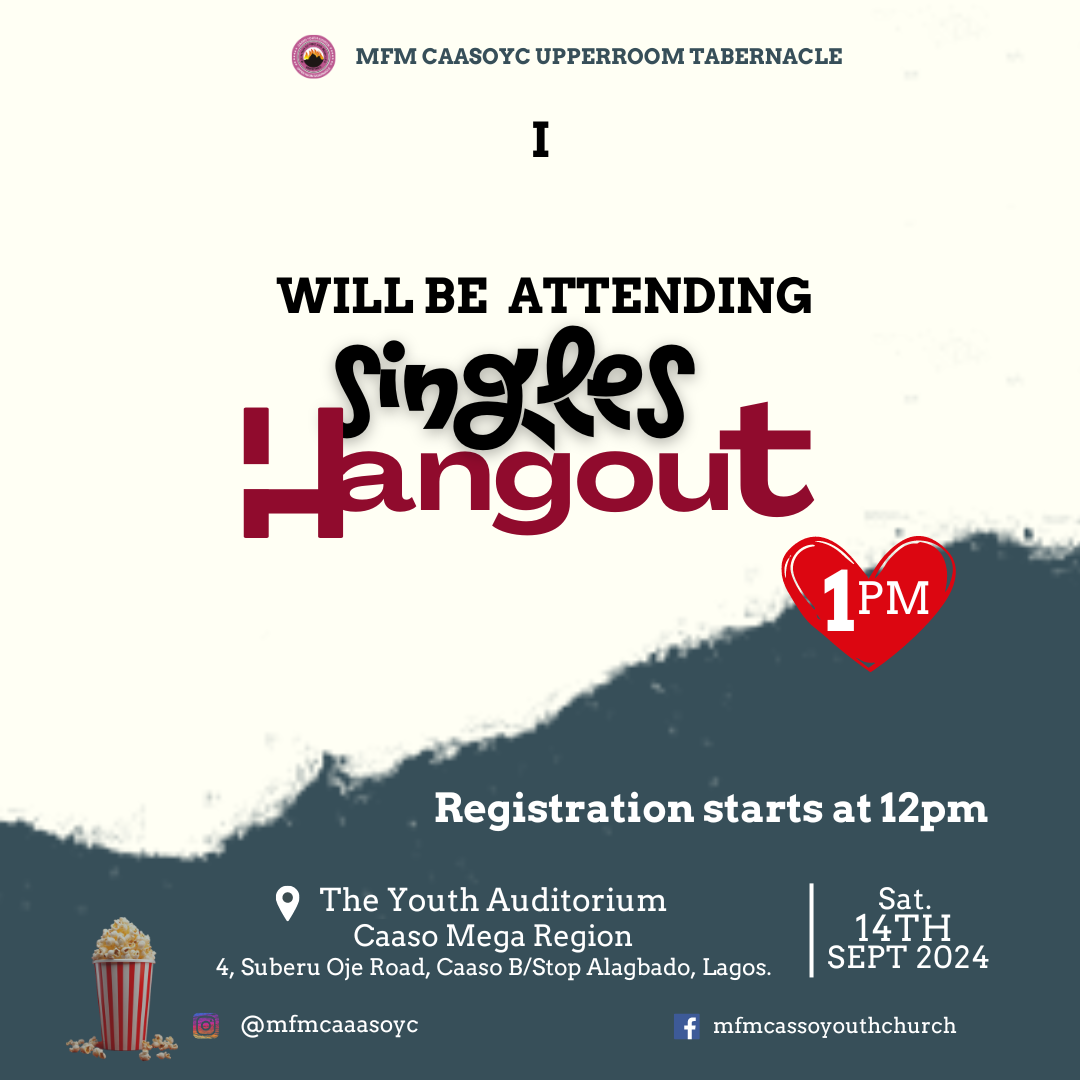 MFM CAASOYC UPPERROOM TABERNACLE
I
WILL BE ATTENDING
Singles
Hangout
1PM
Registration starts at 12pm
The Youth Auditorium
Caaso Mega Region
4, Suberu Oje Road, Caaso B/Stop Alagbado, Lagos.
Sat.
14TH
SEPT 2024
@mfmcaaasoyc
mfmcassoyouthchurch